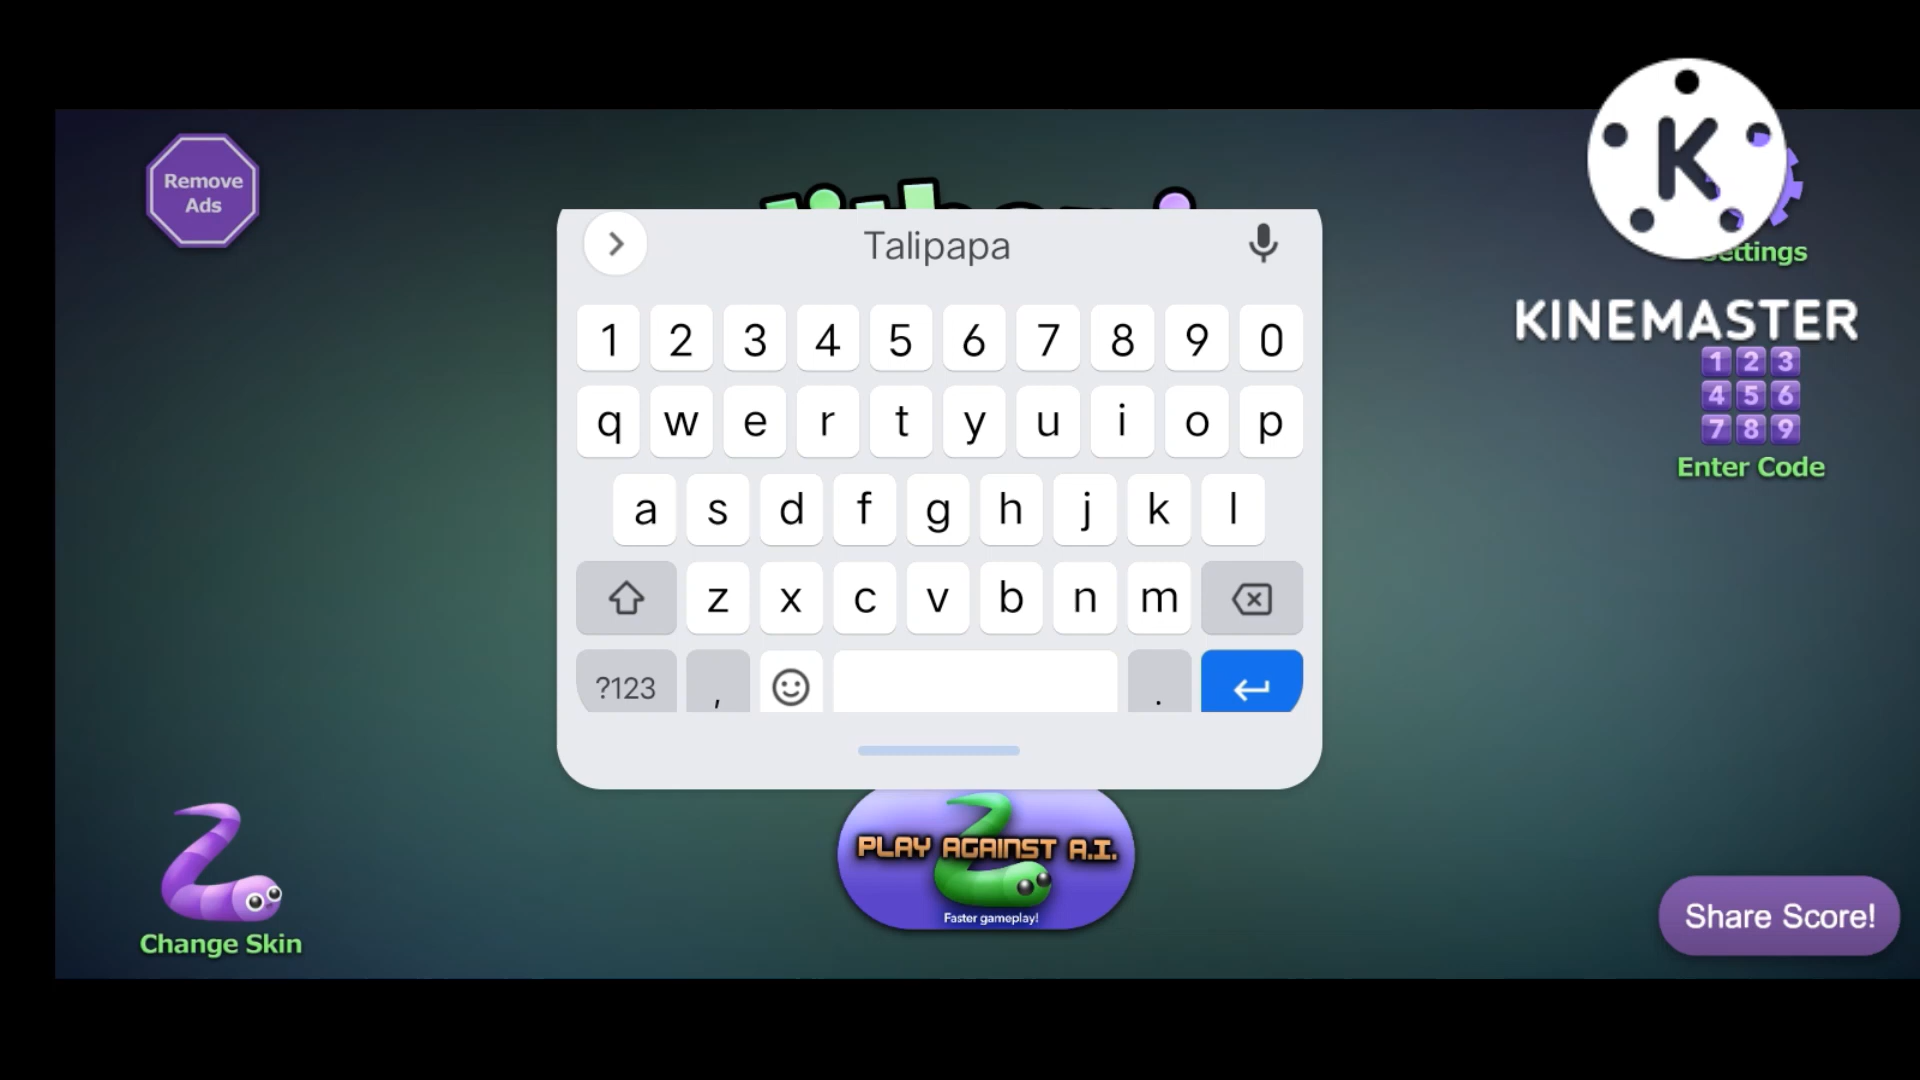 Remove
Ads
K
ettings
KINEMASTER
Talipapa
1 2 3 4 5 6 7 8 9 0
q w e r t y u i o p
a s d f g h j k l
z x c v b n m
?123 , .
1 2 3
4 5 6
7 8 9
Enter Code
PLAY AGAINST A.I.
Faster gameplay!
Change Skin
Share Score!